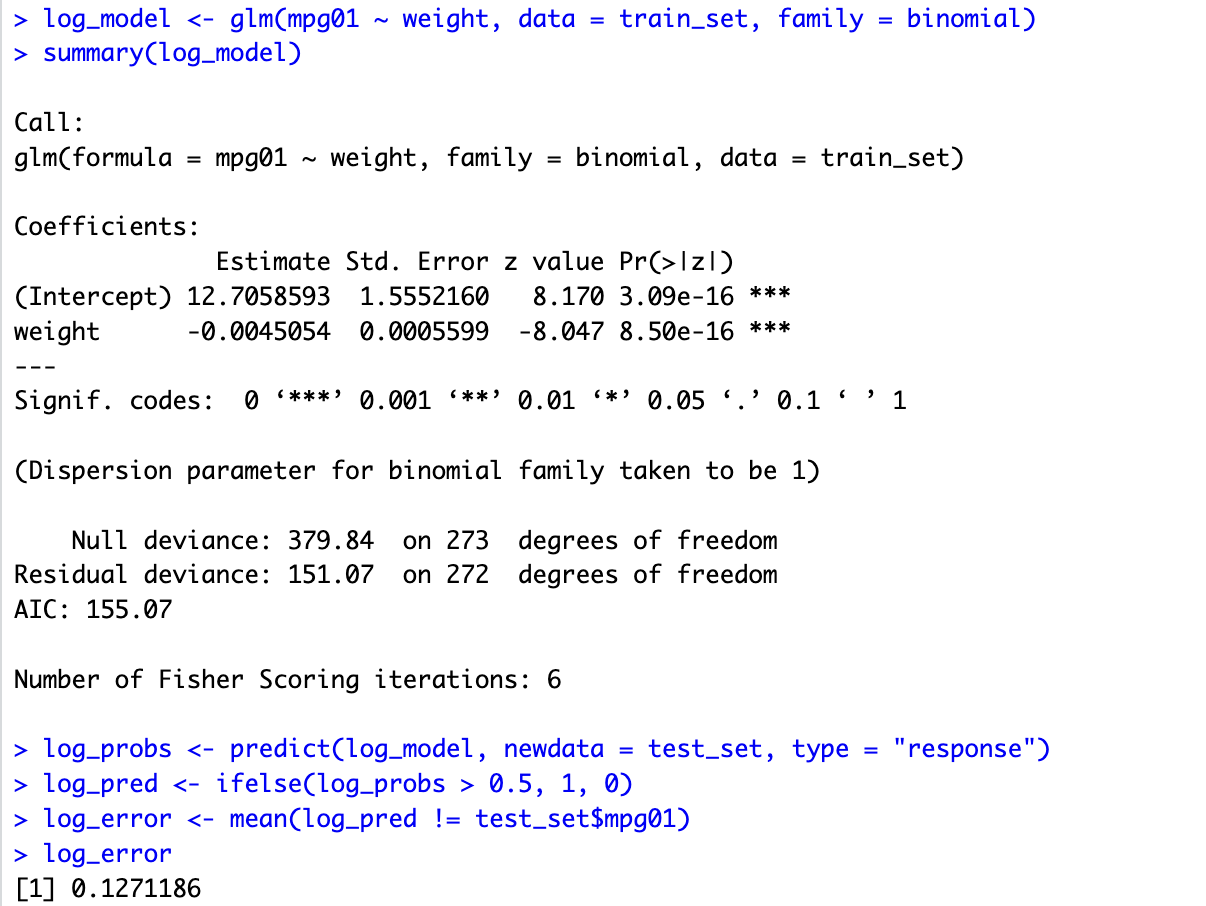 > log_model <- glm(mpg01 ~ weight, data = train_set, family = binomial)
> summary(log_model)

Call:
glm(formula = mpg01 ~ weight, family = binomial, data = train_set)

Coefficients:
              Estimate Std. Error z value Pr(>|z|)
(Intercept) 12.7058593  1.5552160   8.170 3.09e-16 ***
weight      -0.0045054  0.0005599  -8.047 8.50e-16 ***
---
Signif. codes:  0 ‘***’ 0.001 ‘**’ 0.01 ‘*’ 0.05 ‘.’ 0.1 ‘ ’ 1

(Dispersion parameter for binomial family taken to be 1)

    Null deviance: 379.84  on 273  degrees of freedom
Residual deviance: 151.07  on 272  degrees of freedom
AIC: 155.07

Number of Fisher Scoring iterations: 6

> log_probs <- predict(log_model, newdata = test_set, type = "response")
> log_pred <- ifelse(log_probs > 0.5, 1, 0)
> log_error <- mean(log_pred != test_set$mpg01)
> log_error
[1] 0.1271186